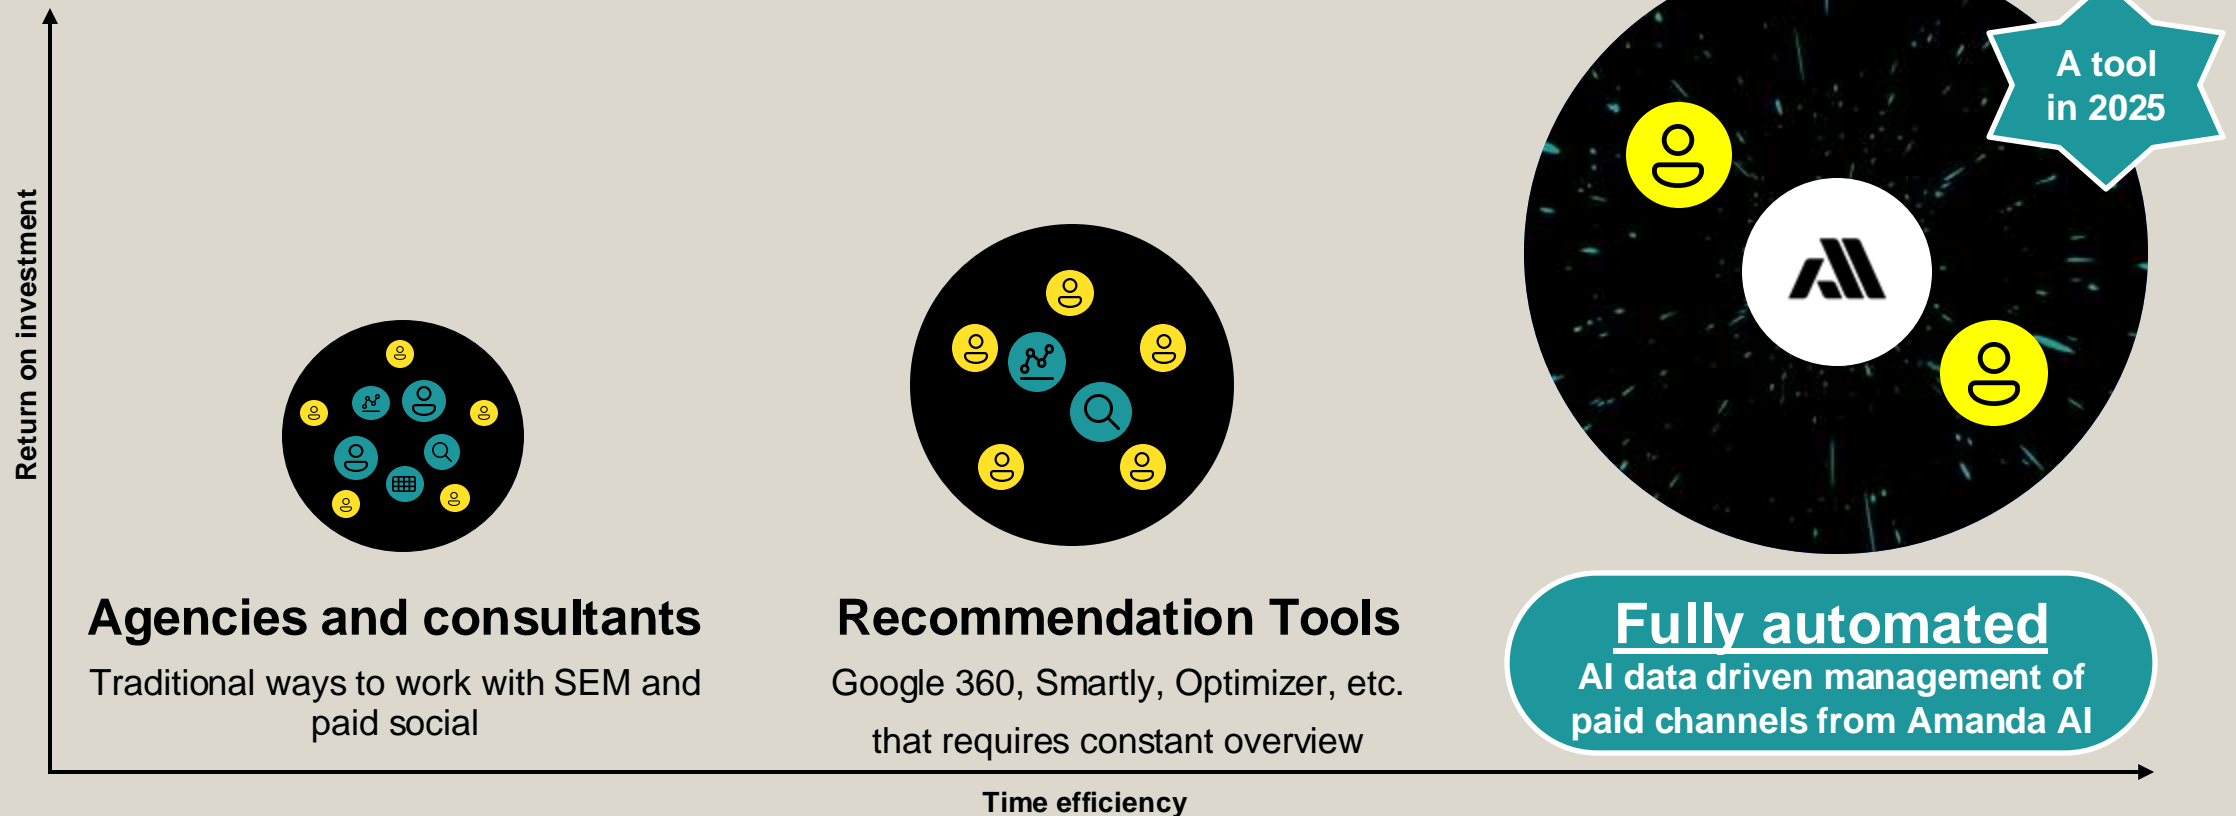 A tool
in 2025
Return on investment
Agencies and consultants
Traditional ways to work with SEM and
paid social
Recommendation Tools
Google 360, Smartly, Optimizer, etc.
that requires constant overview
Fully automated
AI data driven management of
paid channels from Amanda AI
Time efficiency